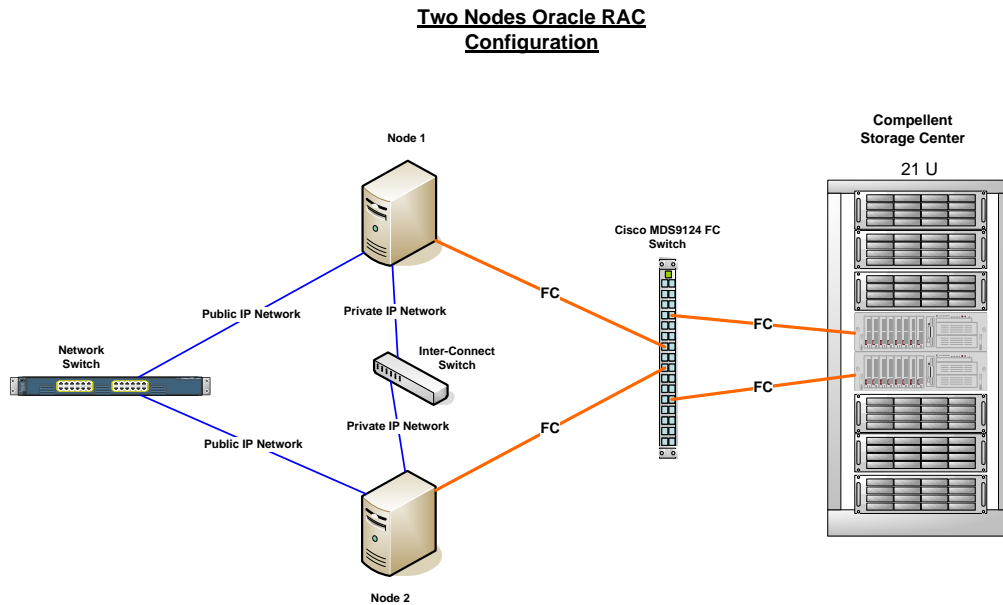 Two Nodes Oracle RAC
Configuration
Compellent
Storage Center
21 U
Node 1
Cisco MDS9124 FC
Switch
FC
Public IP Network
Private IP Network
FC
Network
Switch
Inter-Connect
Switch
FC
Private IP Network
FC
Public IP Network
Node 2